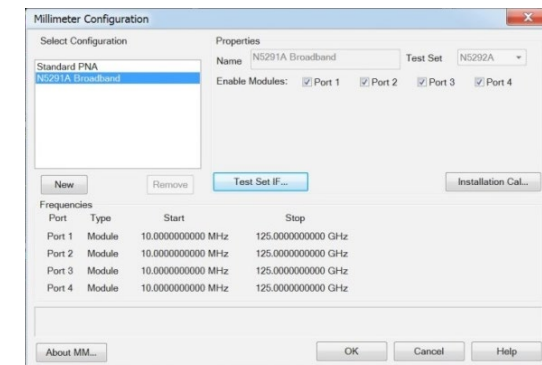 Millimeter Configuration
Select Configuration
Standard PNA
N5291A Broadband
New
Remove
Properties
Name N5291A Broadband Test Set N5292A
Enable Modules: Port 1 Port 2 Port 3 Port 4
Test Set IF...
Installation Cal...
Frequencies
Port Type Start Stop
Port 1 Module 10.0000000000 MHz 125.0000000000 GHz
Port 2 Module 10.0000000000 MHz 125.0000000000 GHz
Port 3 Module 10.0000000000 MHz 125.0000000000 GHz
Port 4 Module 10.0000000000 MHz 125.0000000000 GHz
About MM...
OK
Cancel
Help